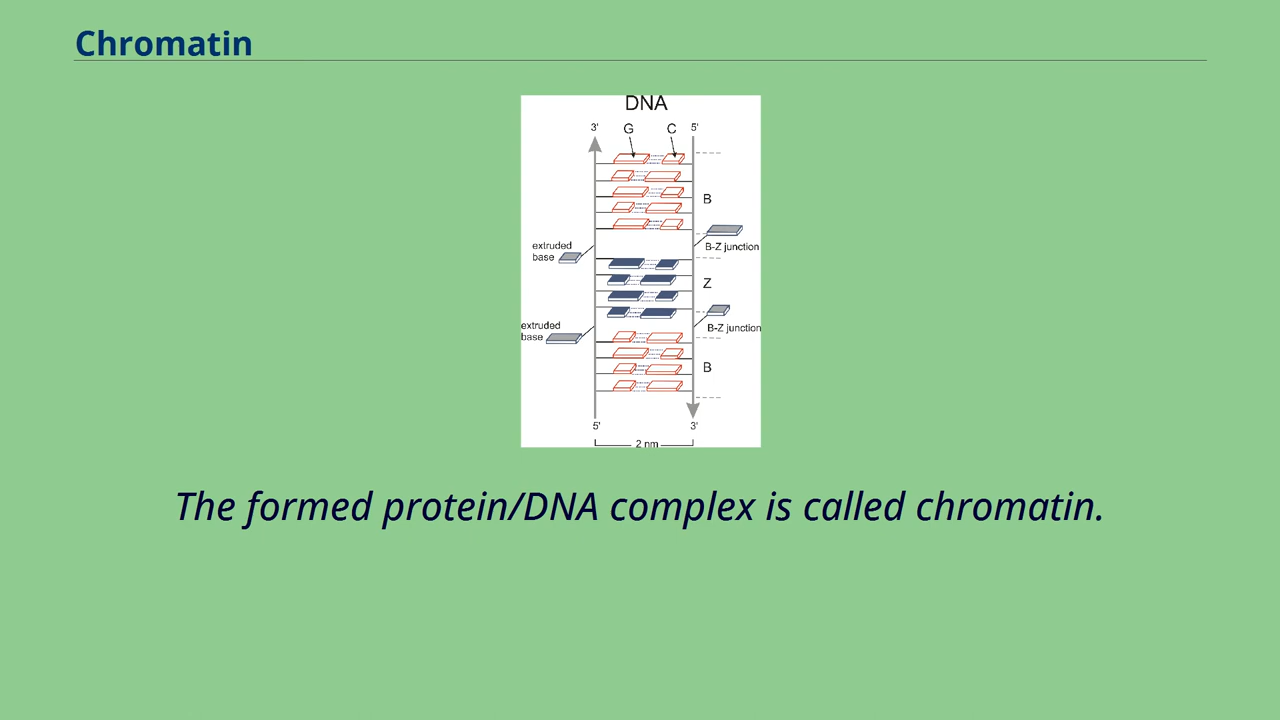 Chromatin
DNA
3' G C 5'
B
extruded
base
B-Z junction
Z
extruded
base
B-Z junction
B
5' 3'
2 nm
The formed protein/DNA complex is called chromatin.